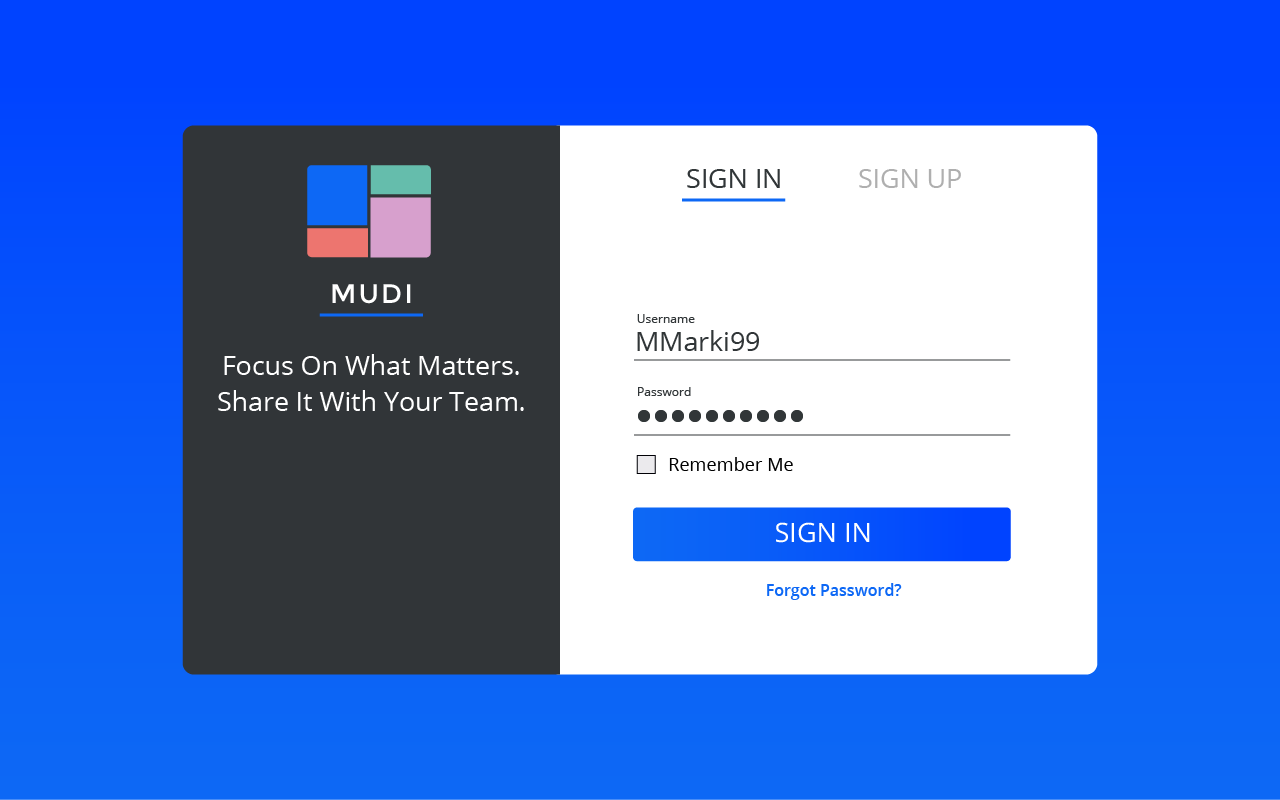 MUDI
Focus On What Matters.
Share It With Your Team.
SIGN IN
SIGN UP
Username
MMarki99
Password
●●●●●●●●●●
Remember Me
SIGN IN
Forgot Password?